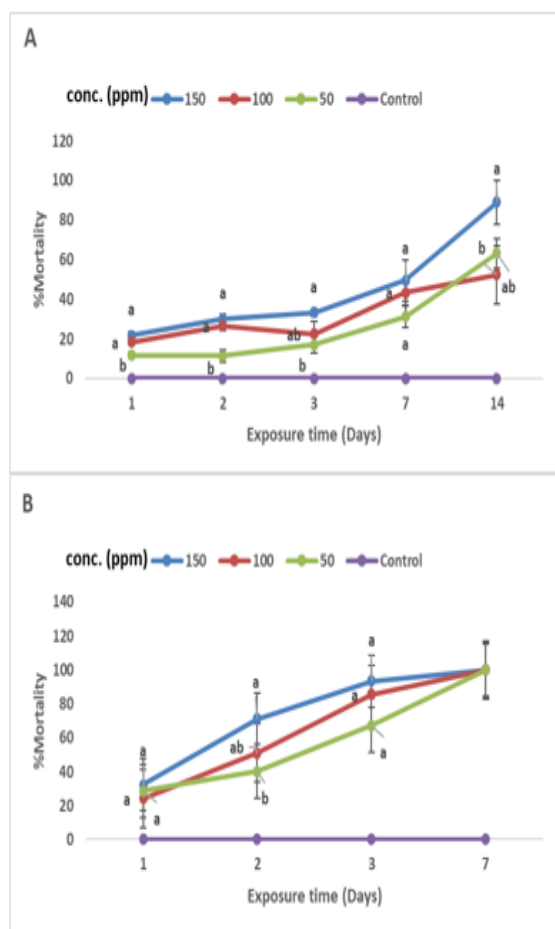 A
conc. (ppm) 150 100 50 Control
120
a
100
a
80
a
b
60
a
a
a
40
a
a
ab
ab
20
b
b
b
a
0
1 2 3 7 14
%Mortality
Exposure time (Days)
B
conc. (ppm) 150 100 50 Control
140
120
a
100
a
a
80
a
ab
60
a
40
a
b
20
a
0
1 2 3 7
%Mortality
Exposure time (Days)